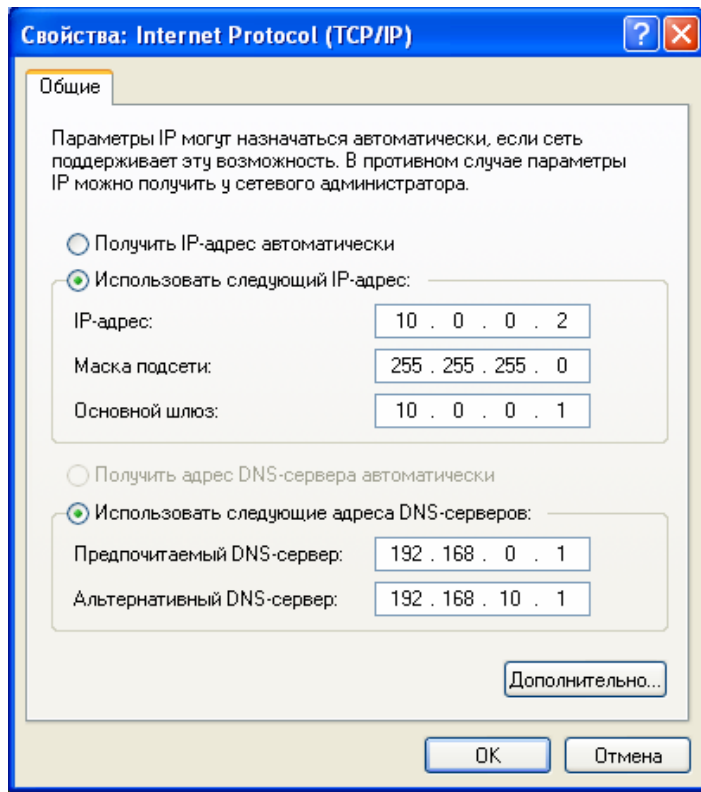 Свойства: Internet Protocol (TCP/IP)
Общие
Параметры IP могут назначаться автоматически, если сеть
поддерживает эту возможность. В противном случае параметры
IP можно получить у сетевого администратора.
Получить IP-адрес автоматически
Использовать следующий IP-адрес:
IP-адрес: 10 . 0 . 0 . 2
Маска подсети: 255 . 255 . 255 . 0
Основной шлюз: 10 . 0 . 0 . 1
Получить адрес DNS-сервера автоматически
Использовать следующие адреса DNS-серверов:
Предпочитаемый DNS-сервер: 192 . 168 . 0 . 1
Альтернативный DNS-сервер: 192 . 168 . 10 . 1
Дополнительно...
OK Отмена